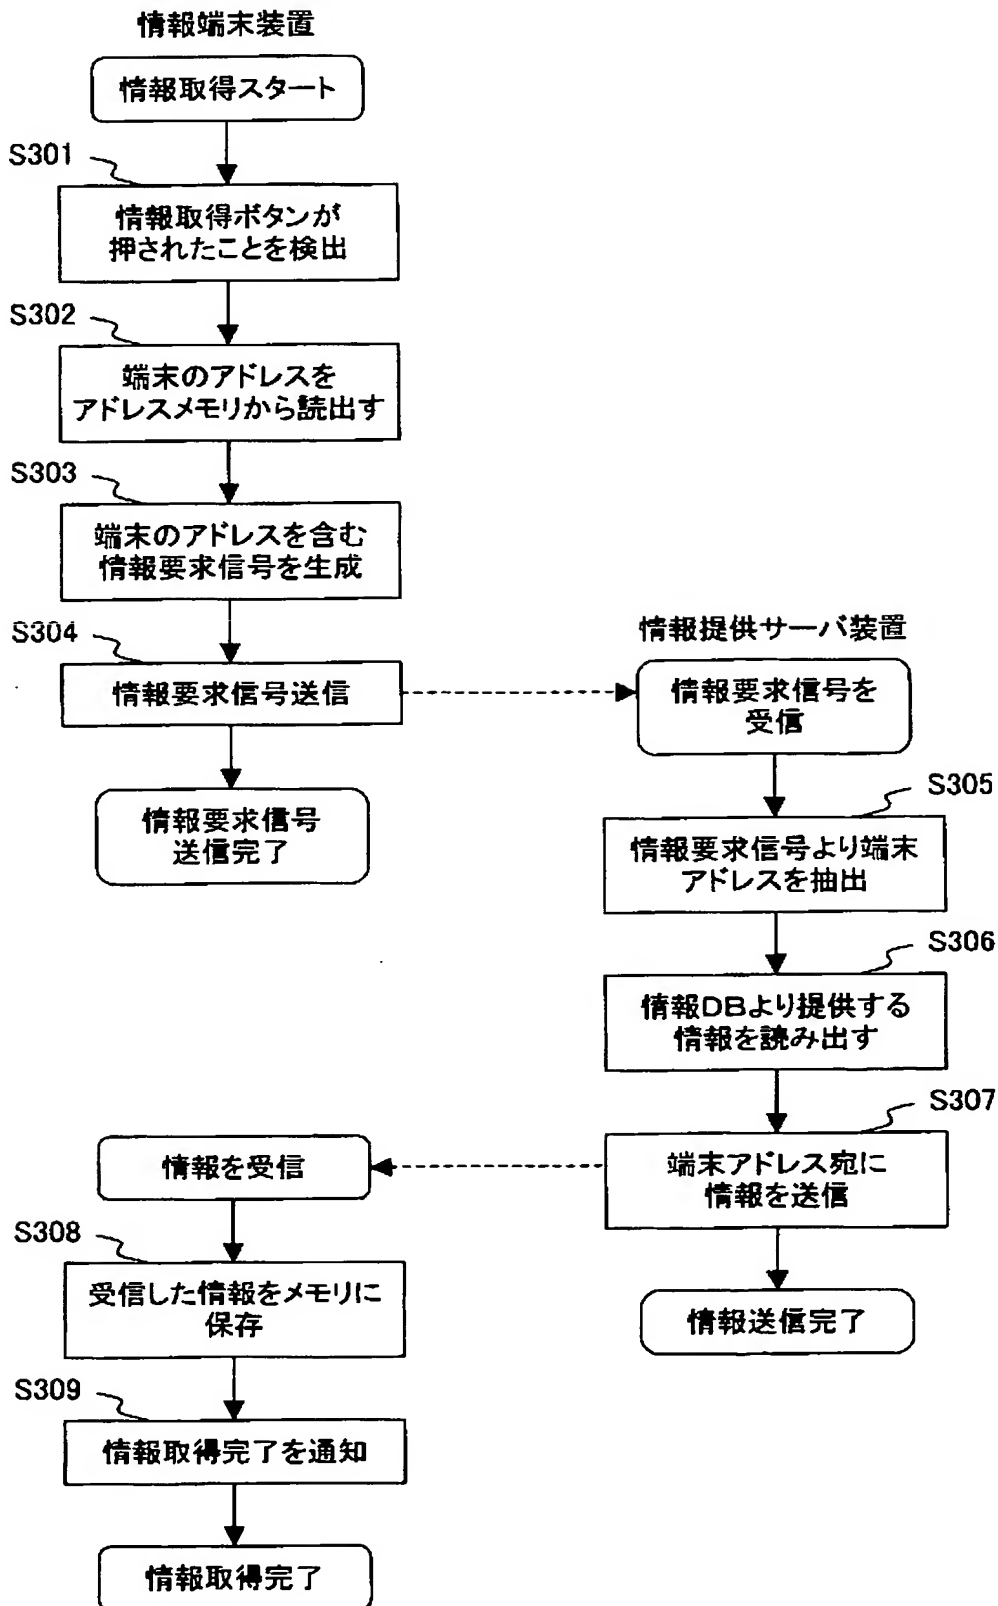 情報端末装置
情報取得スタート
S301
情報取得ボタンが
押されたことを検出
S302
端末のアドレスを
アドレスメモリから読出す
S303
端末のアドレスを含む
情報要求信号を生成
S304
情報要求信号送信
情報要求信号
送信完了
情報提供サーバ装置
情報要求信号を
受信
S305
情報要求信号より端末
アドレスを抽出
S306
情報DBより提供する
情報を読み出す
S307
端末アドレス宛に
情報を送信
情報送信完了
情報を受信
S308
受信した情報をメモリに
保存
S309
情報取得完了を通知
情報取得完了